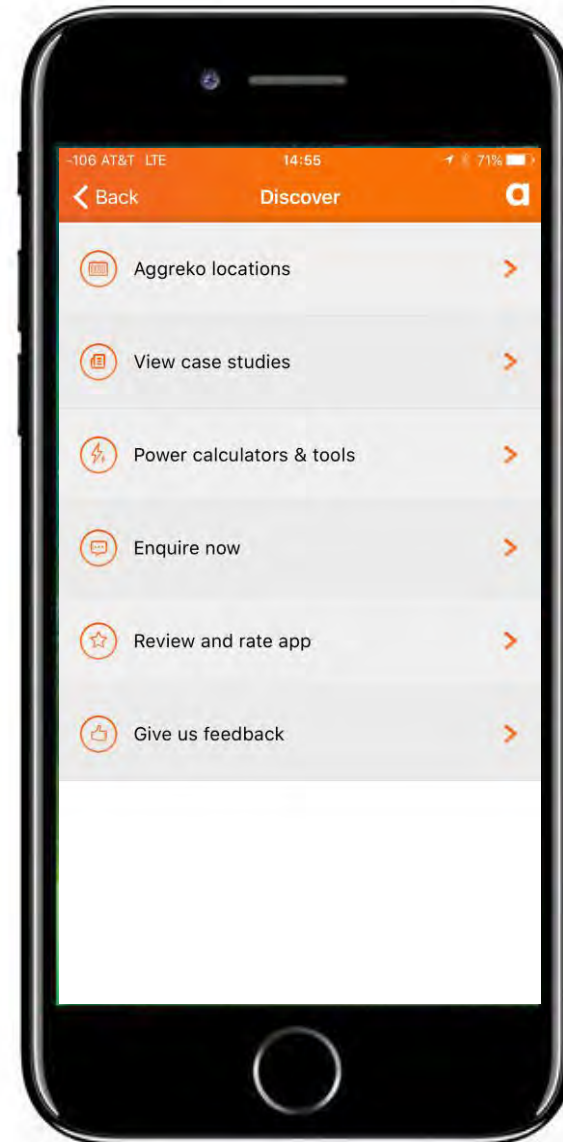 -106 AT&T LTE 14:55 71%
Back Discover a
Aggreko locations
View case studies
Power calculators & tools
Enquire now
Review and rate app
Give us feedback